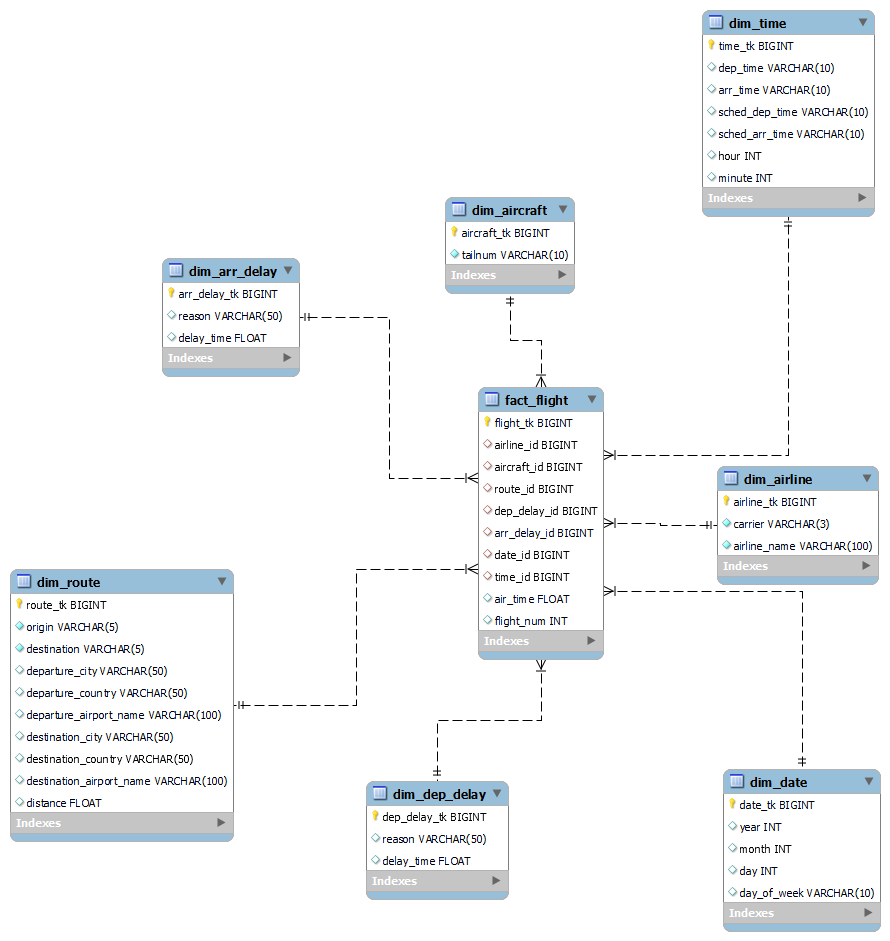 dim_time
time_tk BIGINT
dep_time VARCHAR(10)
arr_time VARCHAR(10)
sched_dep_time VARCHAR(10)
sched_arr_time VARCHAR(10)
hour INT
minute INT
Indexes
dim_aircraft
aircraft_tk BIGINT
tailnum VARCHAR(10)
Indexes
dim_arr_delay
arr_delay_tk BIGINT
reason VARCHAR(50)
delay_time FLOAT
Indexes
fact_flight
flight_tk BIGINT
airline_id BIGINT
aircraft_id BIGINT
route_id BIGINT
dep_delay_id BIGINT
arr_delay_id BIGINT
date_id BIGINT
time_id BIGINT
air_time FLOAT
flight_num INT
Indexes
dim_airline
airline_tk BIGINT
carrier VARCHAR(3)
airline_name VARCHAR(100)
Indexes
dim_route
route_tk BIGINT
origin VARCHAR(5)
destination VARCHAR(5)
departure_city VARCHAR(50)
departure_country VARCHAR(50)
departure_airport_name VARCHAR(100)
destination_city VARCHAR(50)
destination_country VARCHAR(50)
destination_airport_name VARCHAR(100)
distance FLOAT
Indexes
dim_dep_delay
dep_delay_tk BIGINT
reason VARCHAR(50)
delay_time FLOAT
Indexes
dim_date
date_tk BIGINT
year INT
month INT
day INT
day_of_week VARCHAR(10)
Indexes